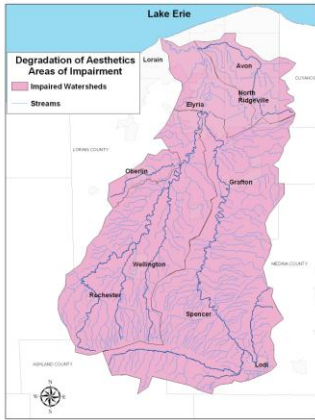 Lake Erie
Degradation of Aesthetics
Areas of Impairment
Impaired Watersheds
Streams
Lorain
Avon
CUYAHOG
North
Ridgeville
Elyria
LORAIN COUNTY
Oberlin
Grafton
Wellington
MEDINA COUNTY
Rochester
Spencer
ASHLAND COUNTY
Lodi
N
W
E
S